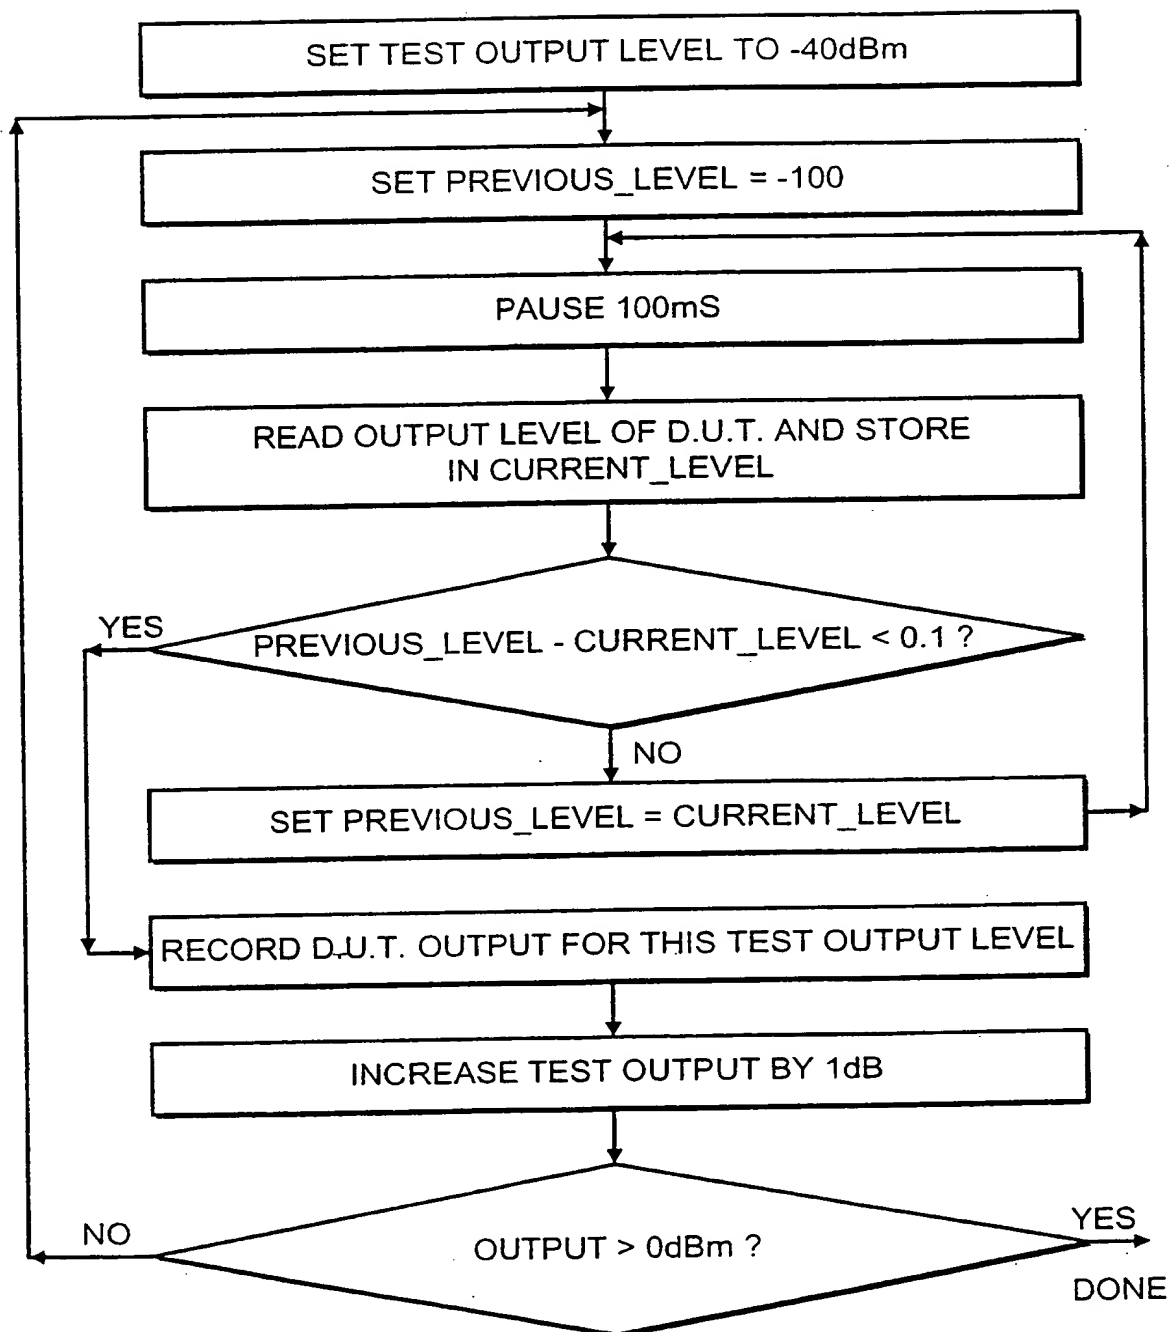 SET TEST OUTPUT LEVEL TO -40dBm
SET PREVIOUS_LEVEL = -100
PAUSE 100mS
READ OUTPUT LEVEL OF D.U.T. AND STORE
IN CURRENT_LEVEL
YES
PREVIOUS_LEVEL - CURRENT_LEVEL < 0.1 ?
NO
SET PREVIOUS_LEVEL = CURRENT_LEVEL
RECORD D.U.T. OUTPUT FOR THIS TEST OUTPUT LEVEL
INCREASE TEST OUTPUT BY 1dB
NO
OUTPUT > 0dBm ?
YES
DONE